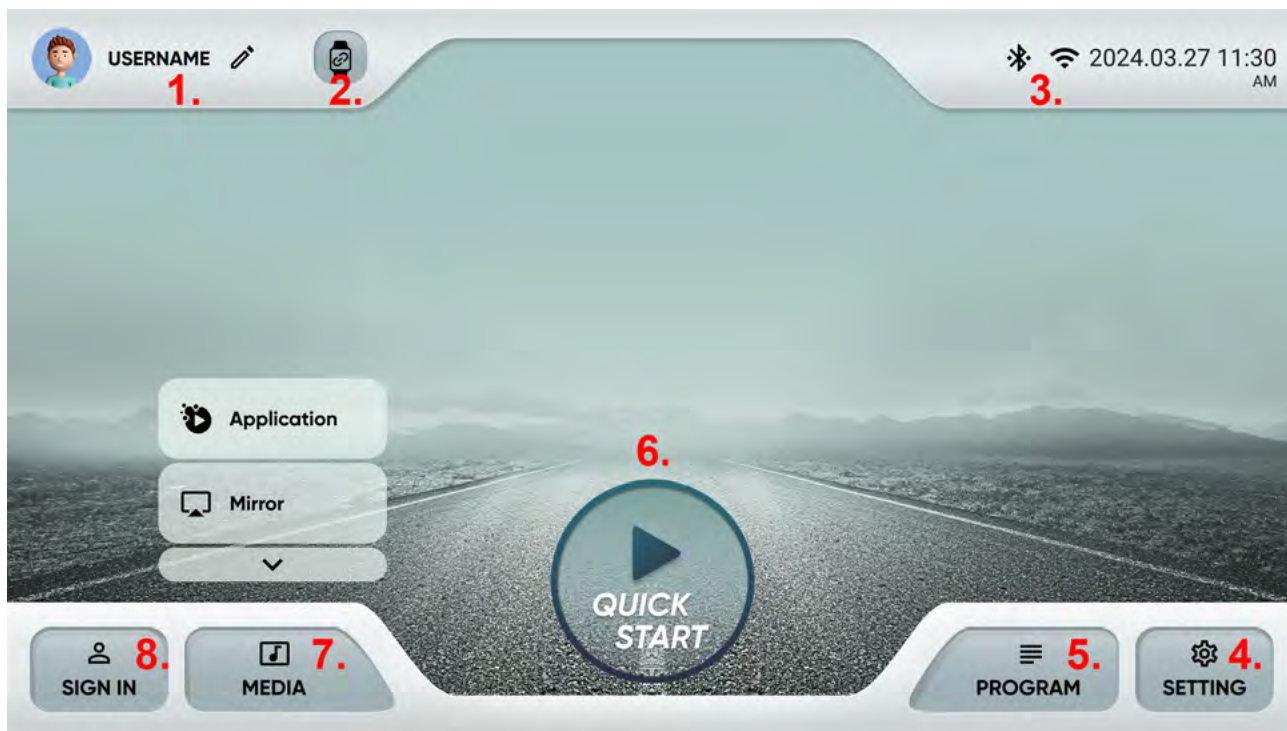 USERNAME
1.
2.
2024.03.27 11:30
AM
3.
Application
Mirror
6.
QUICK
START
8.
SIGN IN
7.
MEDIA
5.
PROGRAM
4.
SETTING